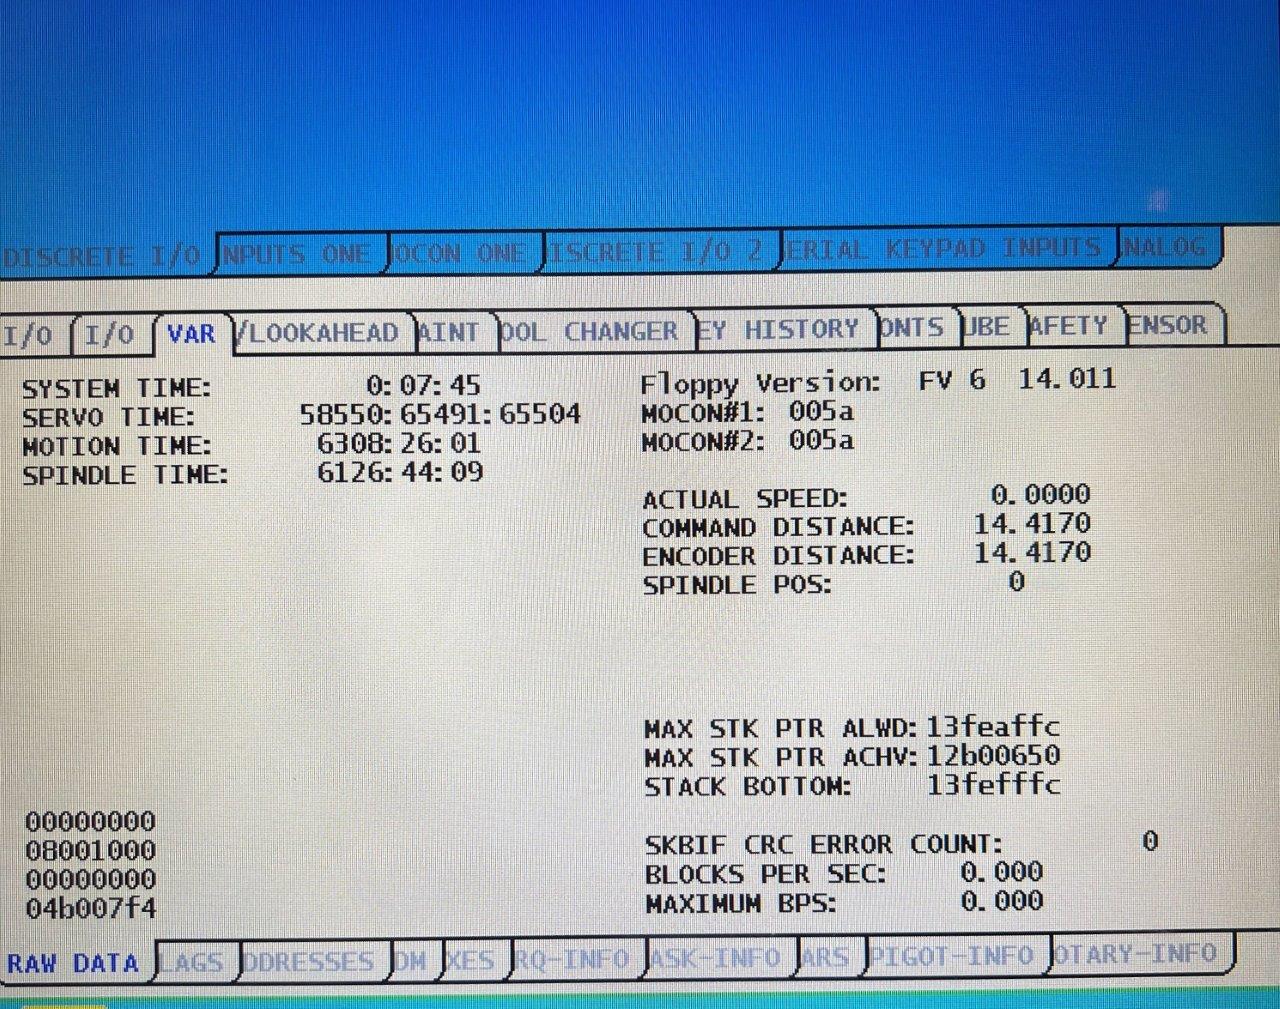 DISCRETE I/O NPUTS ONE OCON ONE ISCRETE I/O 2 ERIAL KEYPAD INPUTS NALOG
I/O I/O VAR /LOOKAHEAD AINT OOL CHANGER EY HISTORY ONTS UBE AFETY ENSOR
SYSTEM TIME: 0:07:45
SERVO TIME: 58550:65491:65504
MOTION TIME: 6308:26:01
SPINDLE TIME: 6126:44:09
Floppy Version: FV 6 14.011
MOCON#1: 005a
MOCON#2: 005a
ACTUAL SPEED: 0.0000
COMMAND DISTANCE: 14.4170
ENCODER DISTANCE: 14.4170
SPINDLE POS: 0
MAX STK PTR ALWD: 13feaffc
MAX STK PTR ACHV: 12b00650
STACK BOTTOM: 13fefffc
00000000
08001000
00000000
04b007f4
SKBIF CRC ERROR COUNT: 0
BLOCKS PER SEC: 0.000
MAXIMUM BPS: 0.000
RAW DATA LAGS DDRESSES DM XES RQ-INFO ASK-INFO ARS PIGOT-INFO OTARY-INFO